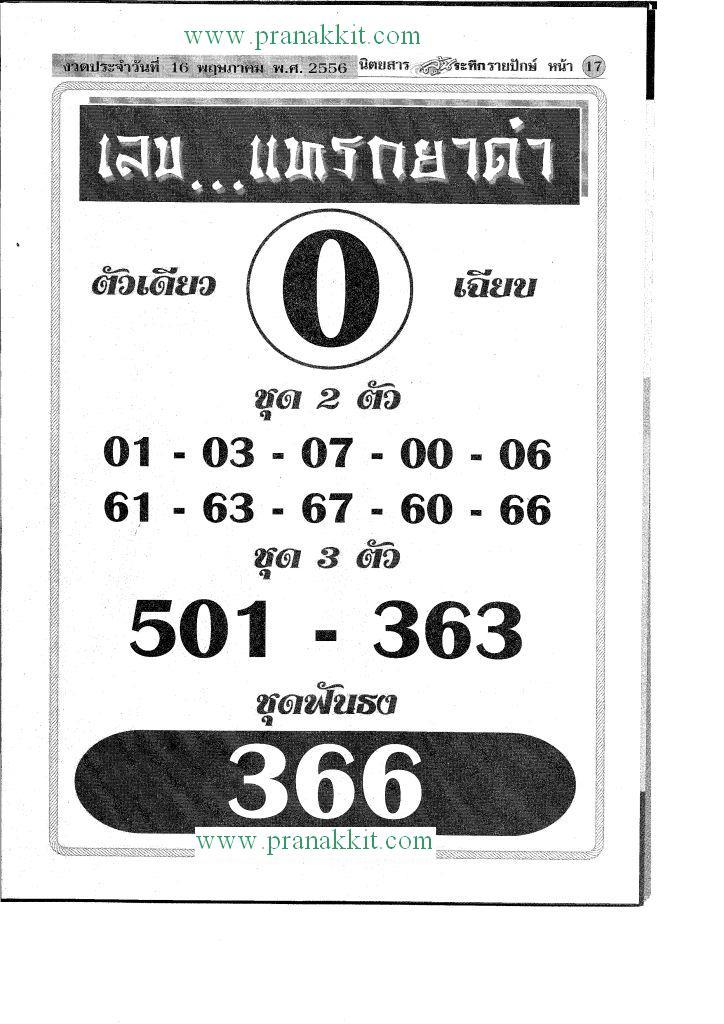 www.pranakkit.com
งวดประจำวันที่ 16 พฤษภาคม พ.ศ. 2556 นิตยสาร ระทึกรายปักษ์ หน้า 17
เลข...แทรกยาดำ
ตัวเดียว 0 เฉียบ
ชุด 2 ตัว
01 - 03 - 07 - 00 - 06
61 - 63 - 67 - 60 - 66
ชุด 3 ตัว
501 - 363
ชุดฟันธง
366
www.pranakkit.com